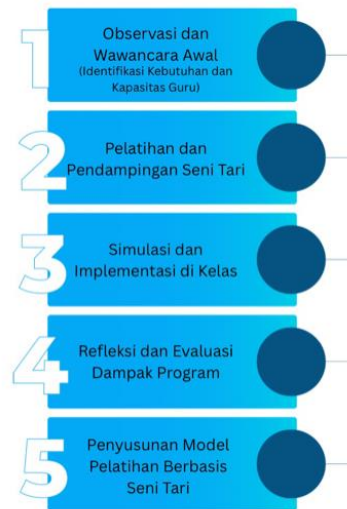 1
Observasi dan
Wawancara Awal
(Identifikasi Kebutuhan dan
Kapasitas Guru)
2
Pelatihan dan
Pendampingan Seni Tari
3
Simulasi dan
Implementasi di Kelas
4
Refleksi dan Evaluasi
Dampak Program
5
Penyusunan Model
Pelatihan Berbasis
Seni Tari